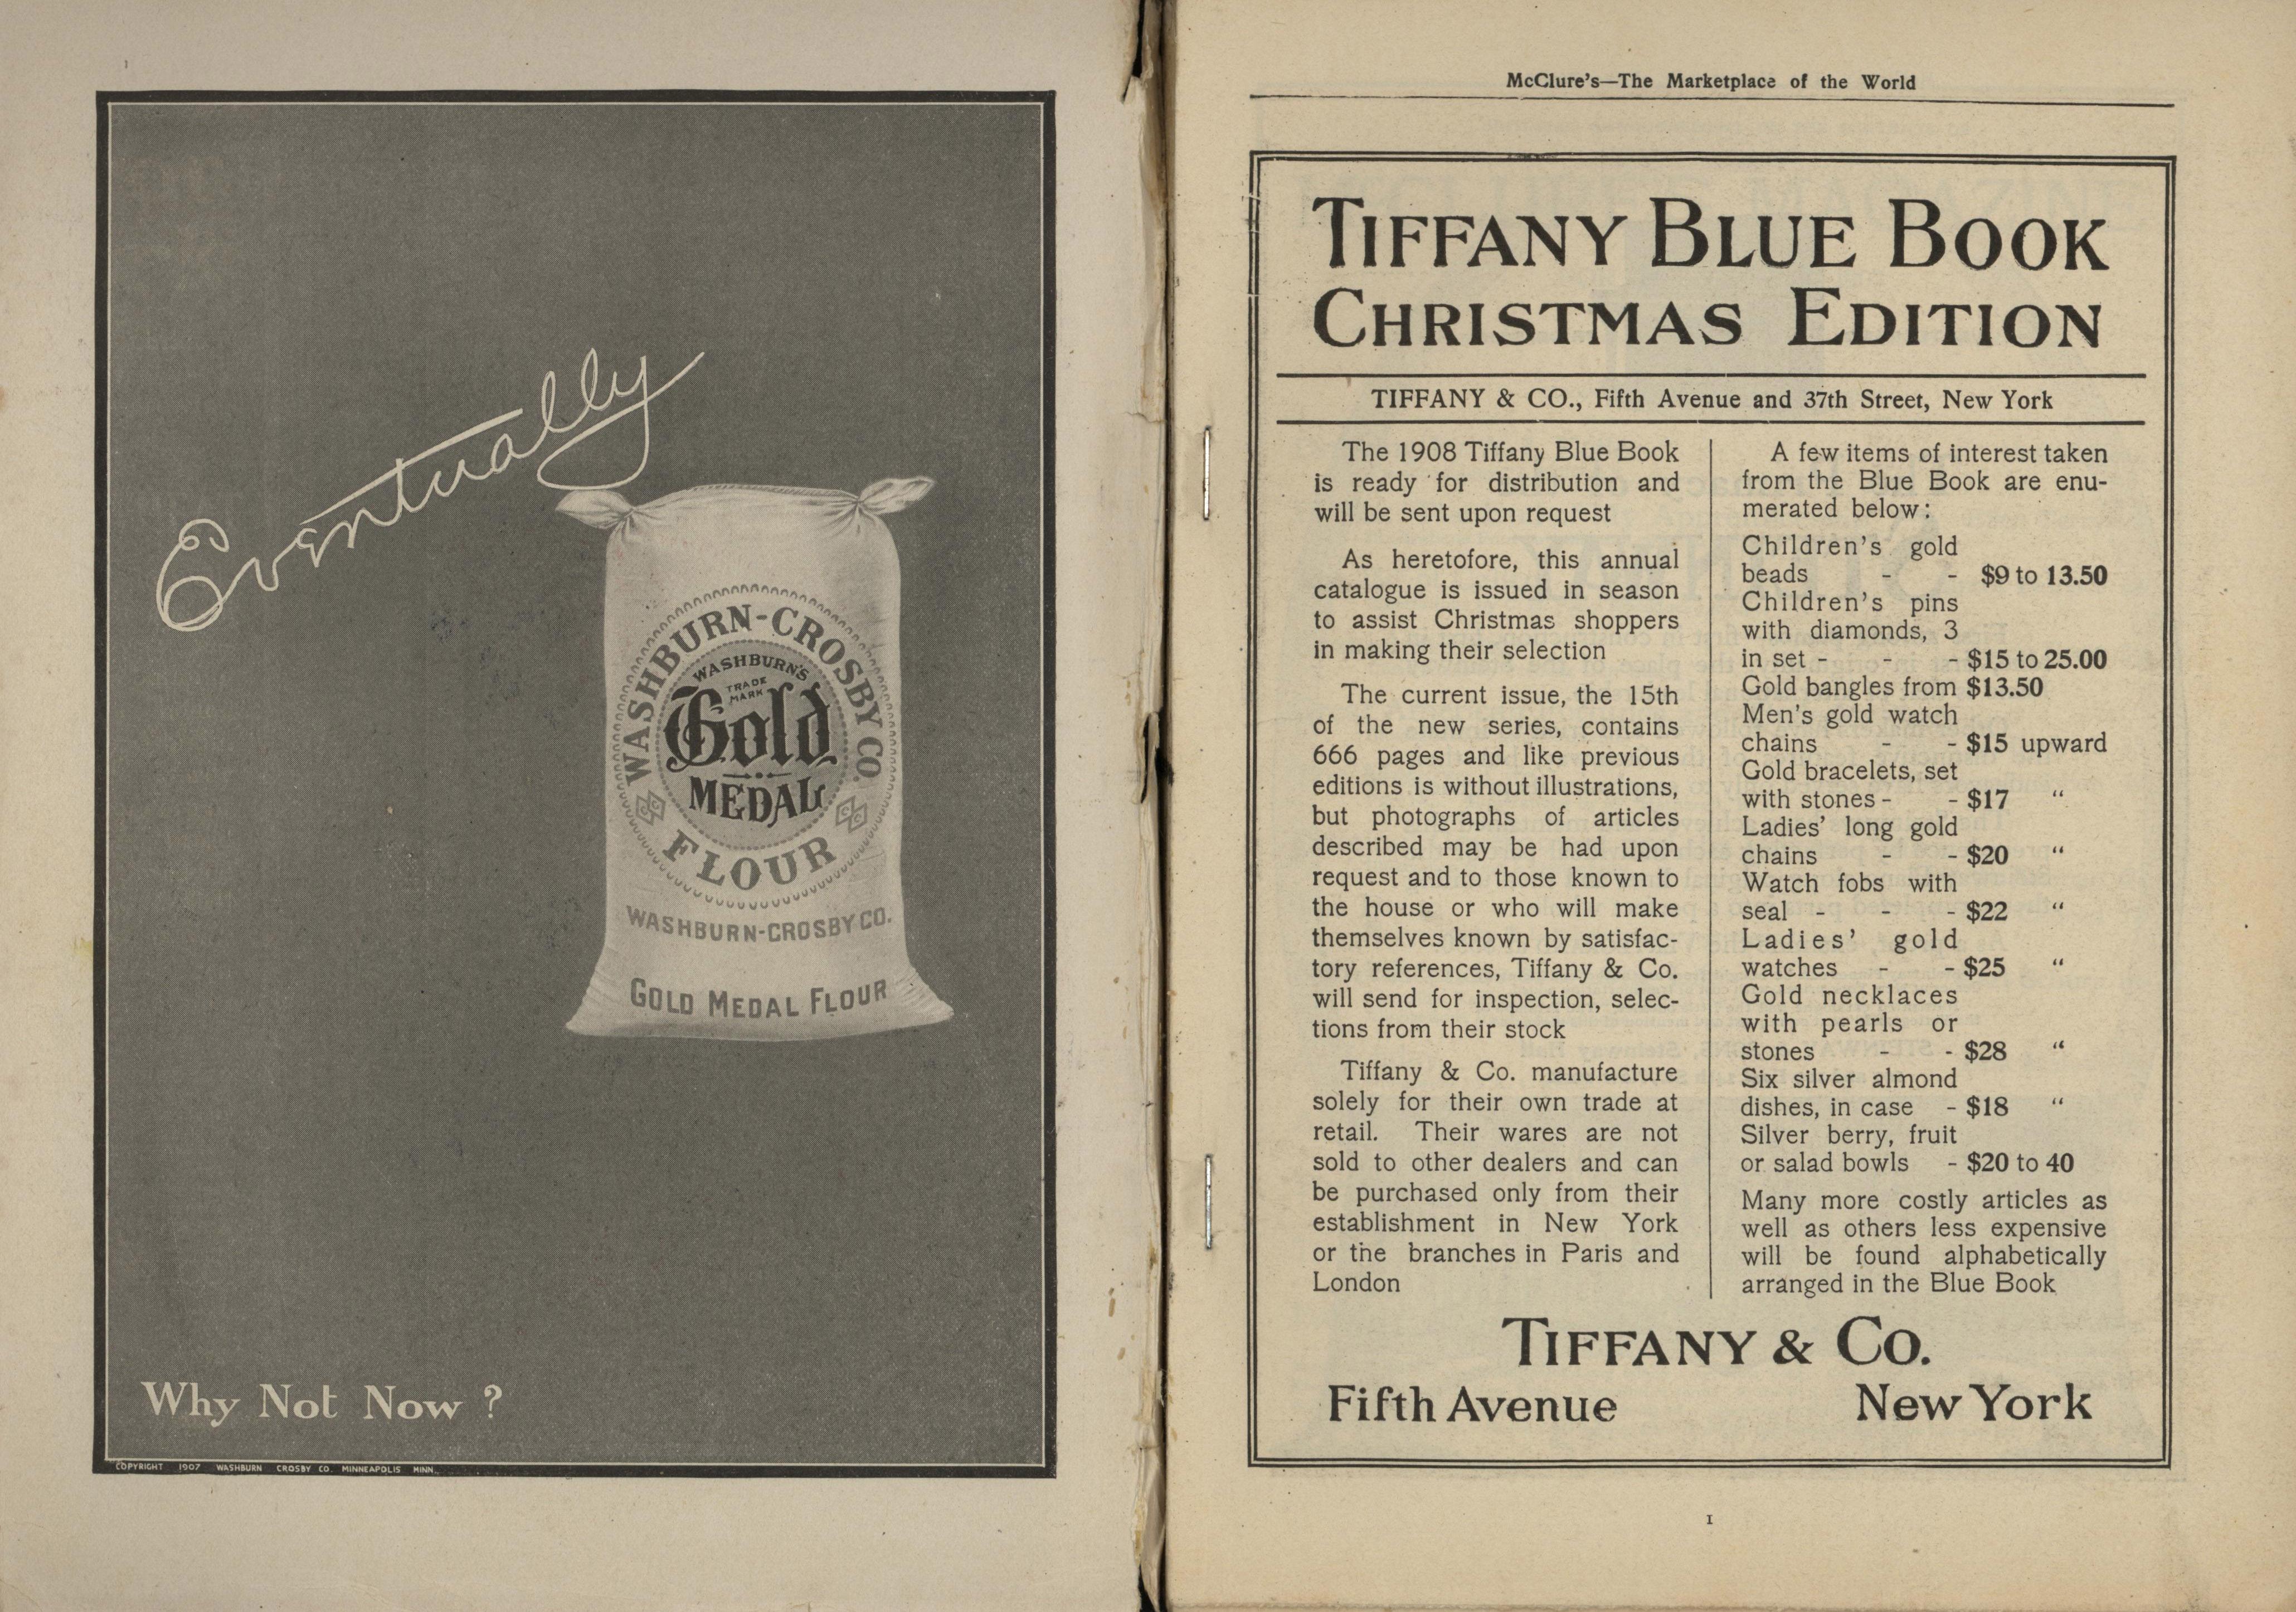 Eventually
WASHBURN-CROSBY CO.
WASHBURN'S
TRADE
MARK
Gold
MEDAL
FLOUR
WASHBURN-CROSBY CO.
GOLD MEDAL FLOUR
Why Not Now ?
COPYRIGHT 1907 WASHBURN CROSBY CO. MINNEAPOLIS MINN.
McClure's—The Marketplace of the World
TIFFANY BLUE BOOK
CHRISTMAS EDITION
TIFFANY & CO., Fifth Avenue and 37th Street, New York
The 1908 Tiffany Blue Book
is ready for distribution and
will be sent upon request
As heretofore, this annual
catalogue is issued in season
to assist Christmas shoppers
in making their selection
The current issue, the 15th
of the new series, contains
666 pages and like previous
editions is without illustrations,
but photographs of articles
described may be had upon
request and to those known to
the house or who will make
themselves known by satisfac-
tory references, Tiffany & Co.
will send for inspection, selec-
tions from their stock
Tiffany & Co. manufacture
solely for their own trade at
retail. Their wares are not
sold to other dealers and can
be purchased only from their
establishment in New York
or the branches in Paris and
London
A few items of interest taken
from the Blue Book are enu-
merated below:
Children's gold
beads - - $9 to 13.50
Children's pins
with diamonds, 3
in set - - - $15 to 25.00
Gold bangles from $13.50
Men's gold watch
chains - - $15 upward
Gold bracelets, set
with stones - - $17 "
Ladies' long gold
chains - - $20 "
Watch fobs with
seal - - - $22 "
Ladies' gold
watches - - $25 "
Gold necklaces
with pearls or
stones - - $28 "
Six silver almond
dishes, in case - $18 "
Silver berry, fruit
or salad bowls - $20 to 40
Many more costly articles as
well as others less expensive
will be found alphabetically
arranged in the Blue Book
TIFFANY & CO.
Fifth Avenue New York
1